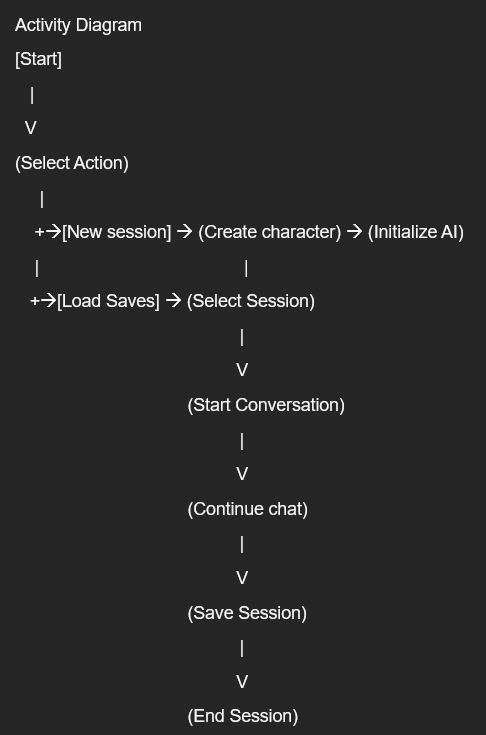 Activity Diagram
[Start]
|
V
(Select Action)
|
+→[New session] → (Create character) → (Initialize AI)
| |
+→[Load Saves] → (Select Session)
|
V
(Start Conversation)
|
V
(Continue chat)
|
V
(Save Session)
|
V
(End Session)